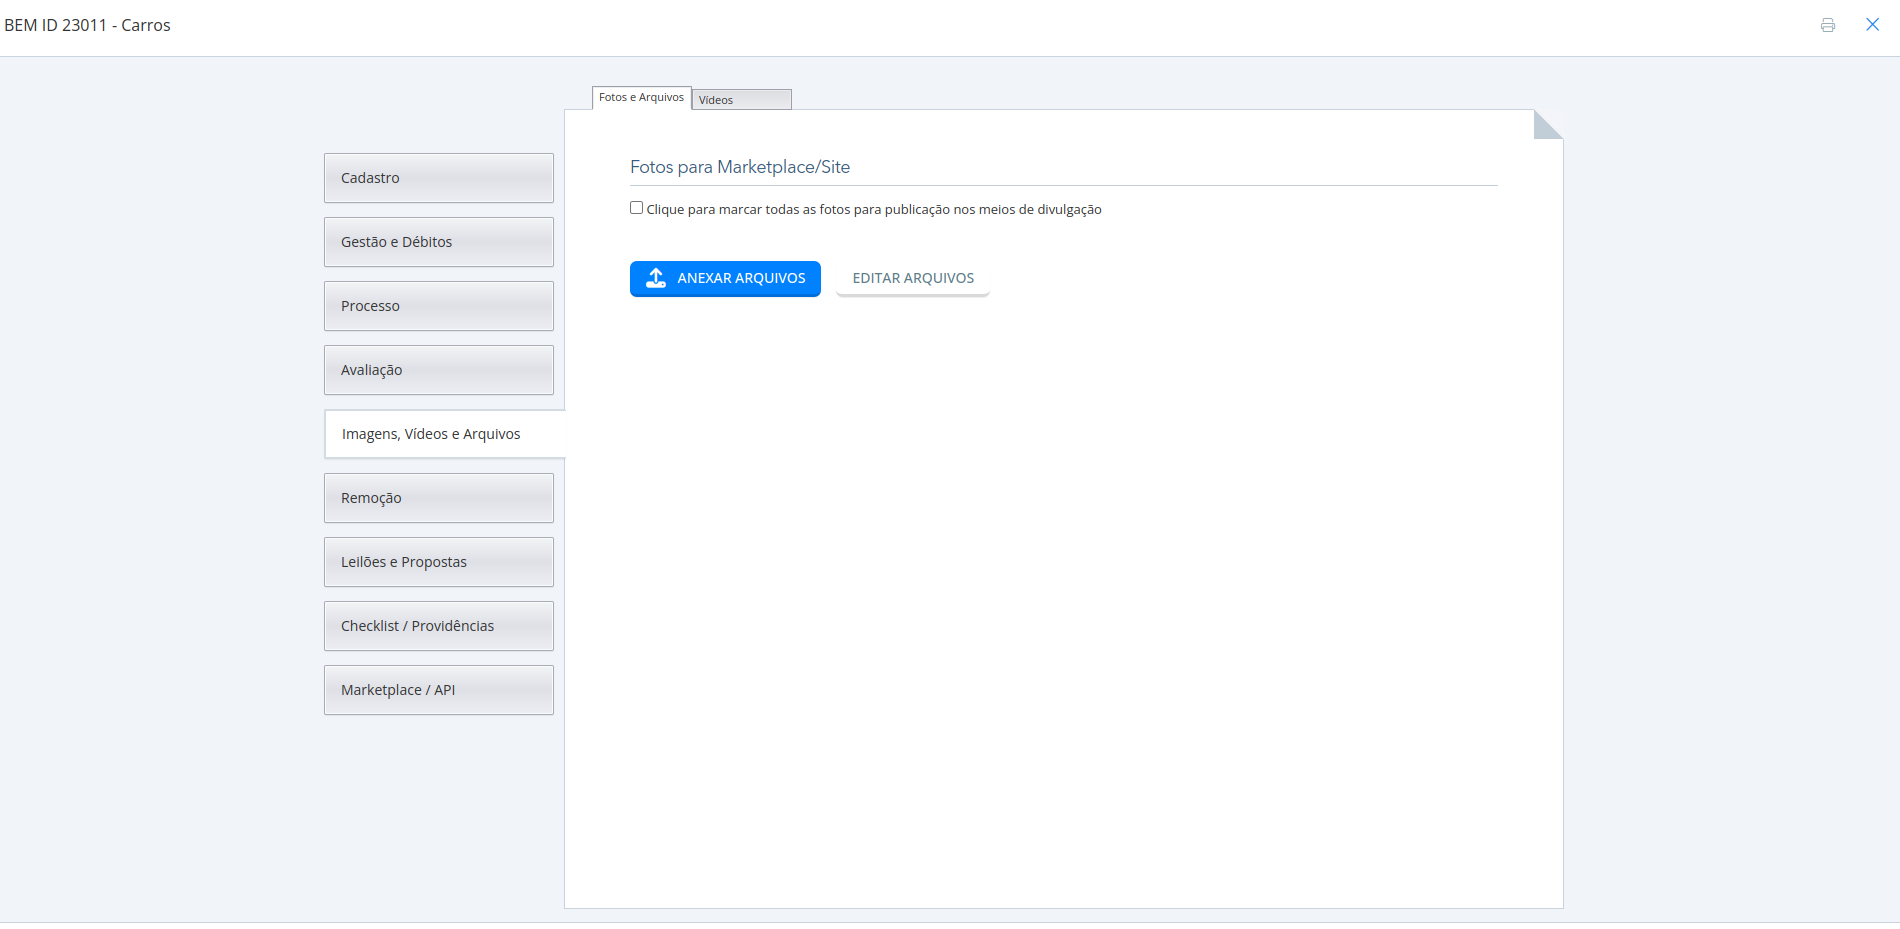 BEM ID 23011 - Carros
Fotos e Arquivos
Vídeos
Cadastro
Gestão e Débitos
Processo
Avaliação
Imagens, Vídeos e Arquivos
Remoção
Leilões e Propostas
Checklist / Providências
Marketplace / API
Fotos para Marketplace/Site
Clique para marcar todas as fotos para publicação nos meios de divulgação
ANEXAR ARQUIVOS
EDITAR ARQUIVOS